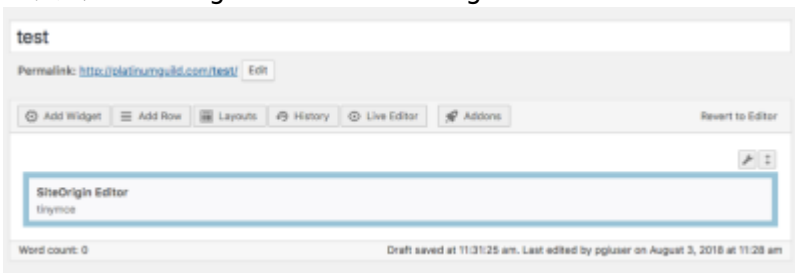 test
Permalink: http://platinumguild.com/test/ Edit
Add Widget Add Row Layouts History Live Editor Addons Revert to Editor
SiteOrigin Editor
tinymce
Word count: 0 Draft saved at 11:31:25 am. Last edited by pgiuser on August 3, 2018 at 11:28 am